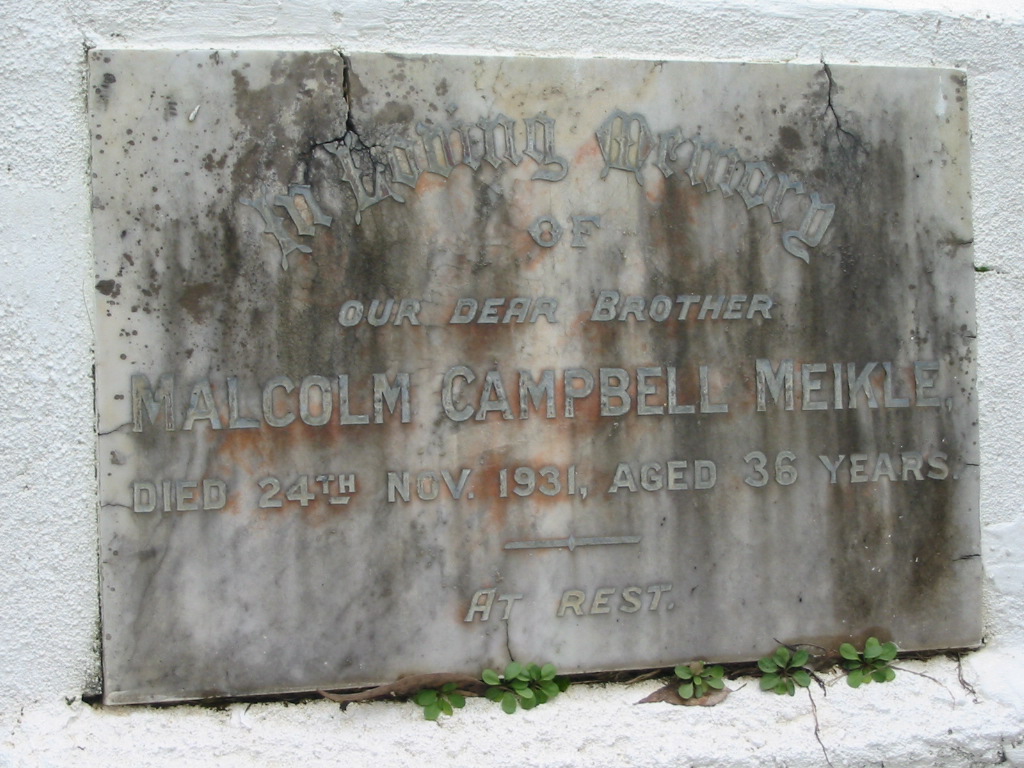 In Loving Memory
OF
OUR DEAR BROTHER
MALCOLM CAMPBELL MEIKLE,
DIED 24TH NOV. 1931, AGED 36 YEARS.
AT REST.